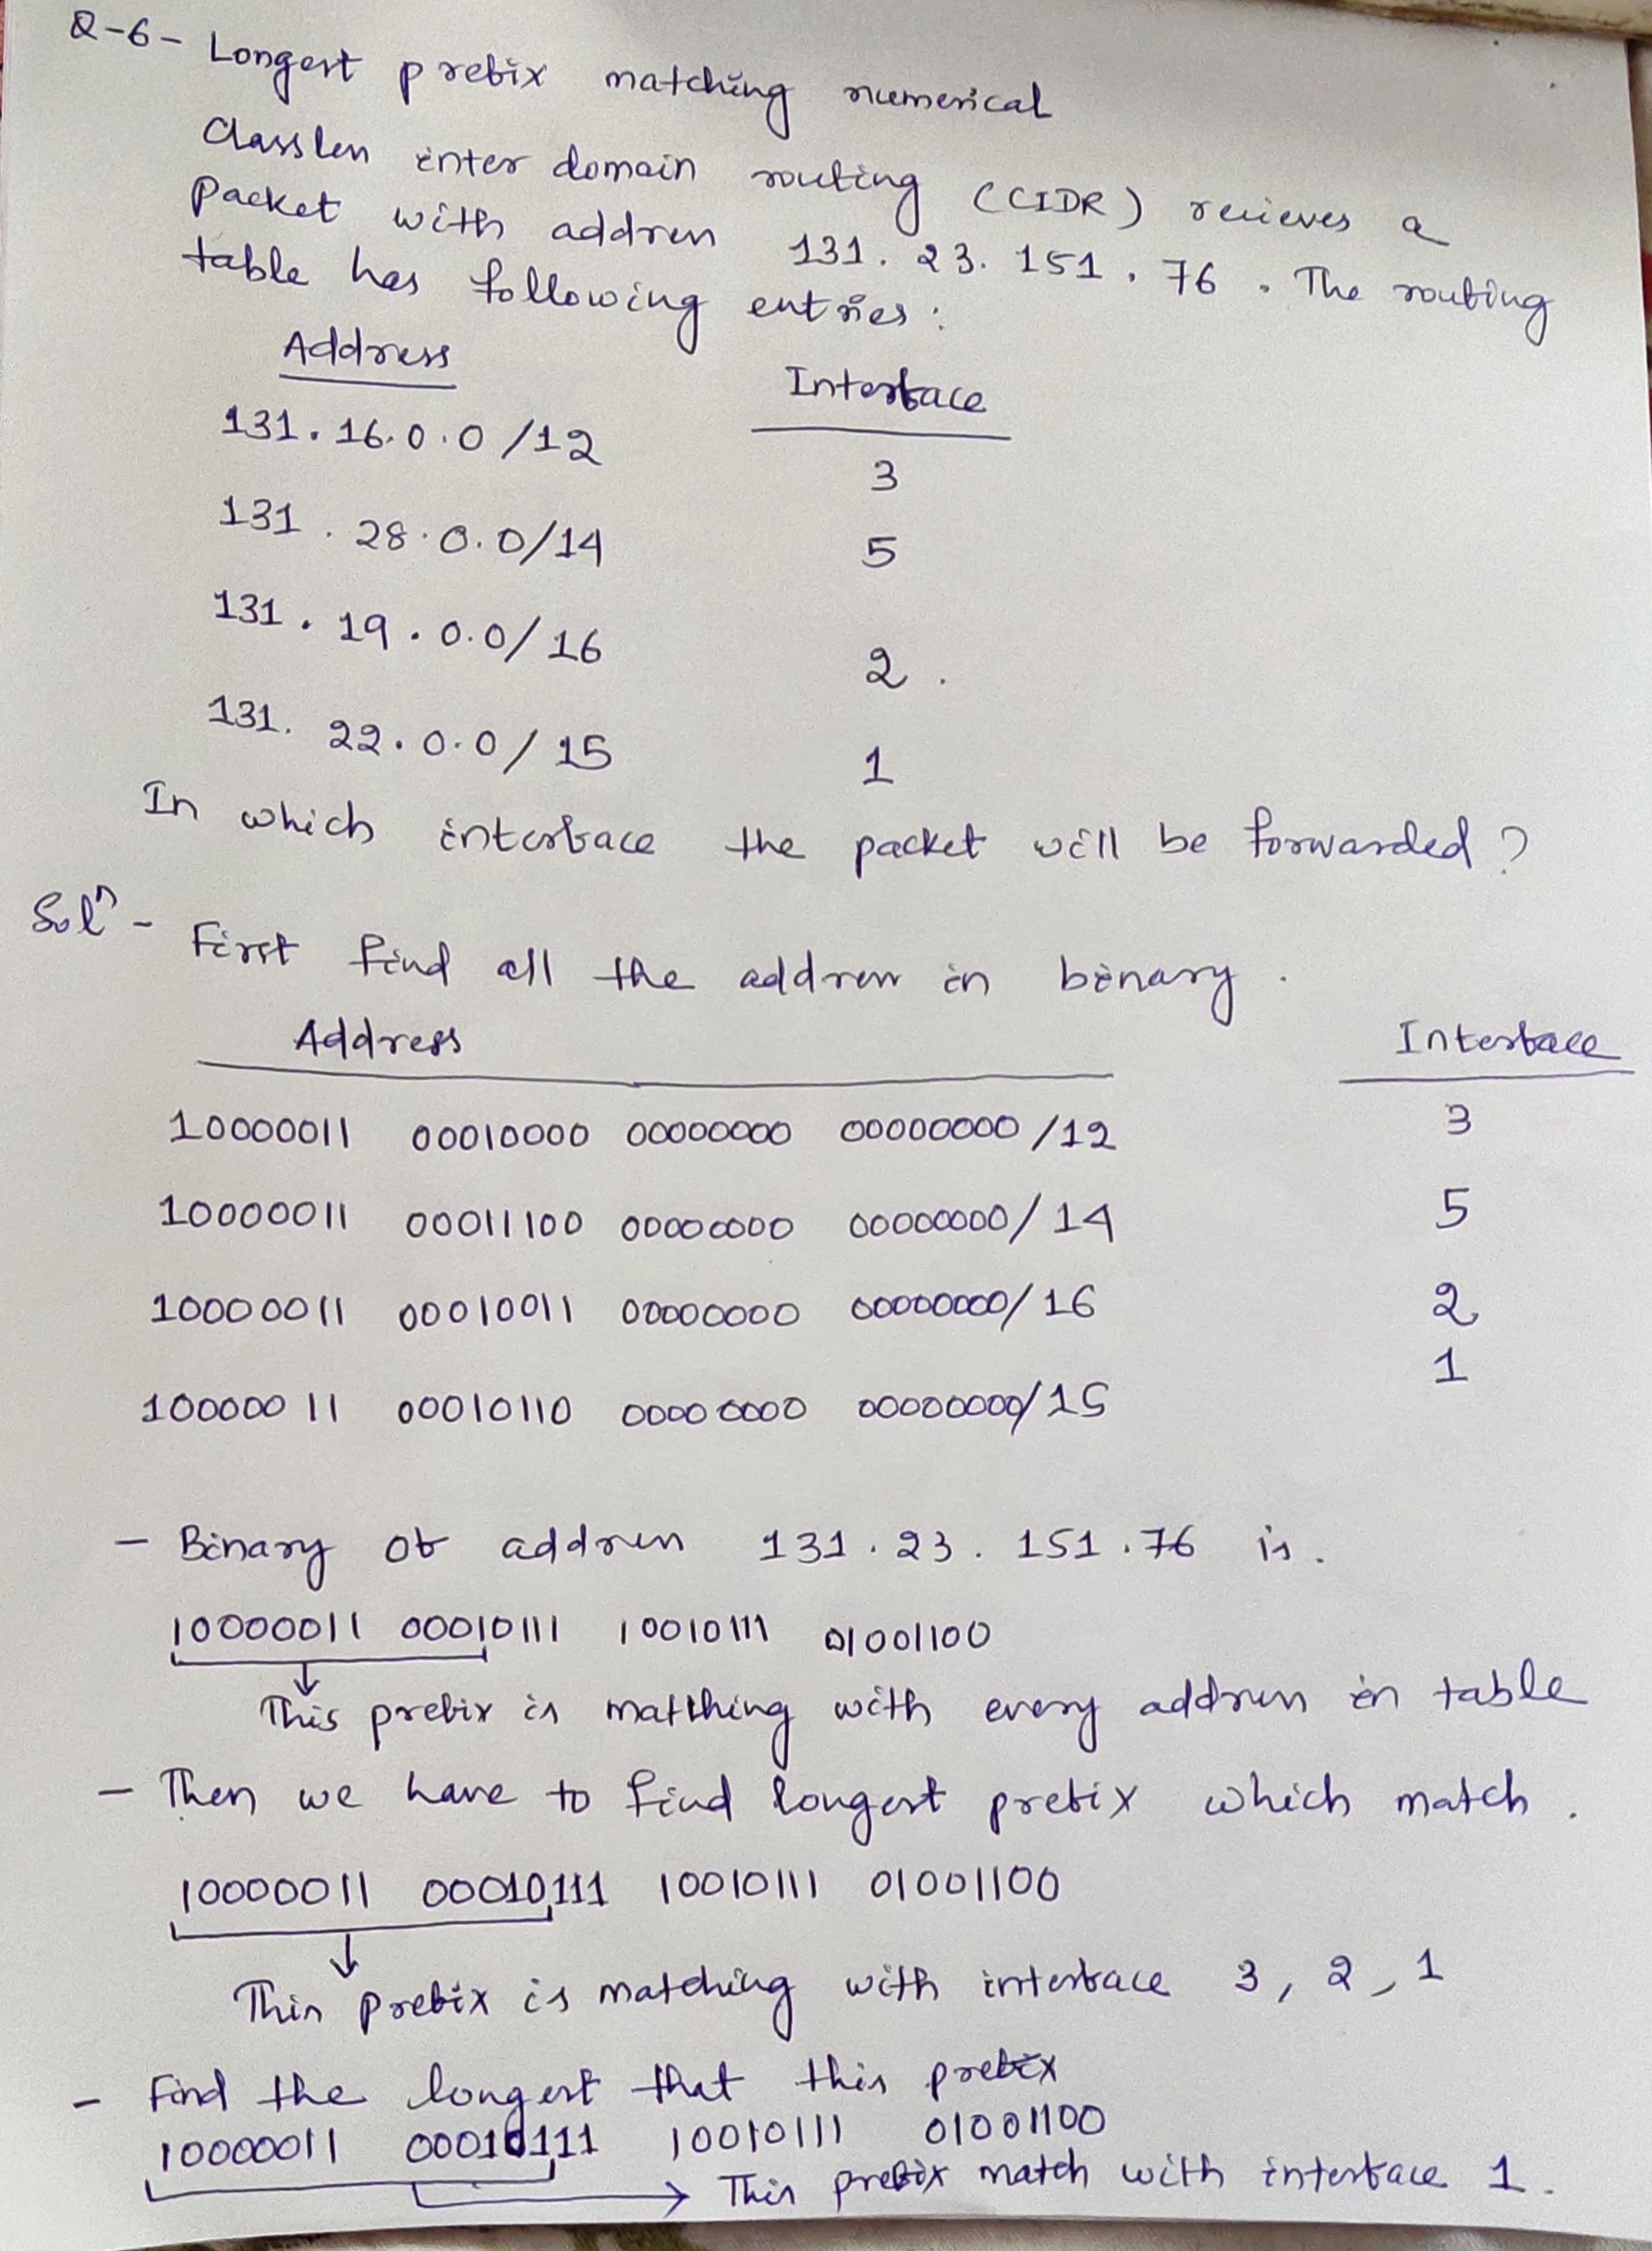 Q-6- Longest prefix matching numerical
Classless inter domain routing (CIDR) recieves a
packet with address 131.23.151.76. The routing
table has following entries:
Address Interface
131.16.0.0/12 3
131.28.0.0/14 5
131.19.0.0/16 2.
131.22.0.0/15 1
In which interface the packet will be forwarded?
Solⁿ- First find all the address in binary.
Address Interface
10000011 00010000 00000000 00000000/12 3
10000011 00011100 00000000 00000000/14 5
10000011 00010011 00000000 00000000/16 2
10000011 00010110 00000000 00000000/15 1
- Binary of address 131.23.151.76 is.
10000011 00010111 10010111 01001100
↓
This prefix is matthing with every address in table
- Then we have to find longest prefix which match.
10000011 00010111 10010111 01001100
↓
This prefix is matching with interface 3, 2, 1
- Find the longest that this prefix
10000011 00010111 10010111 01001100
→ This prefix match with interface 1.